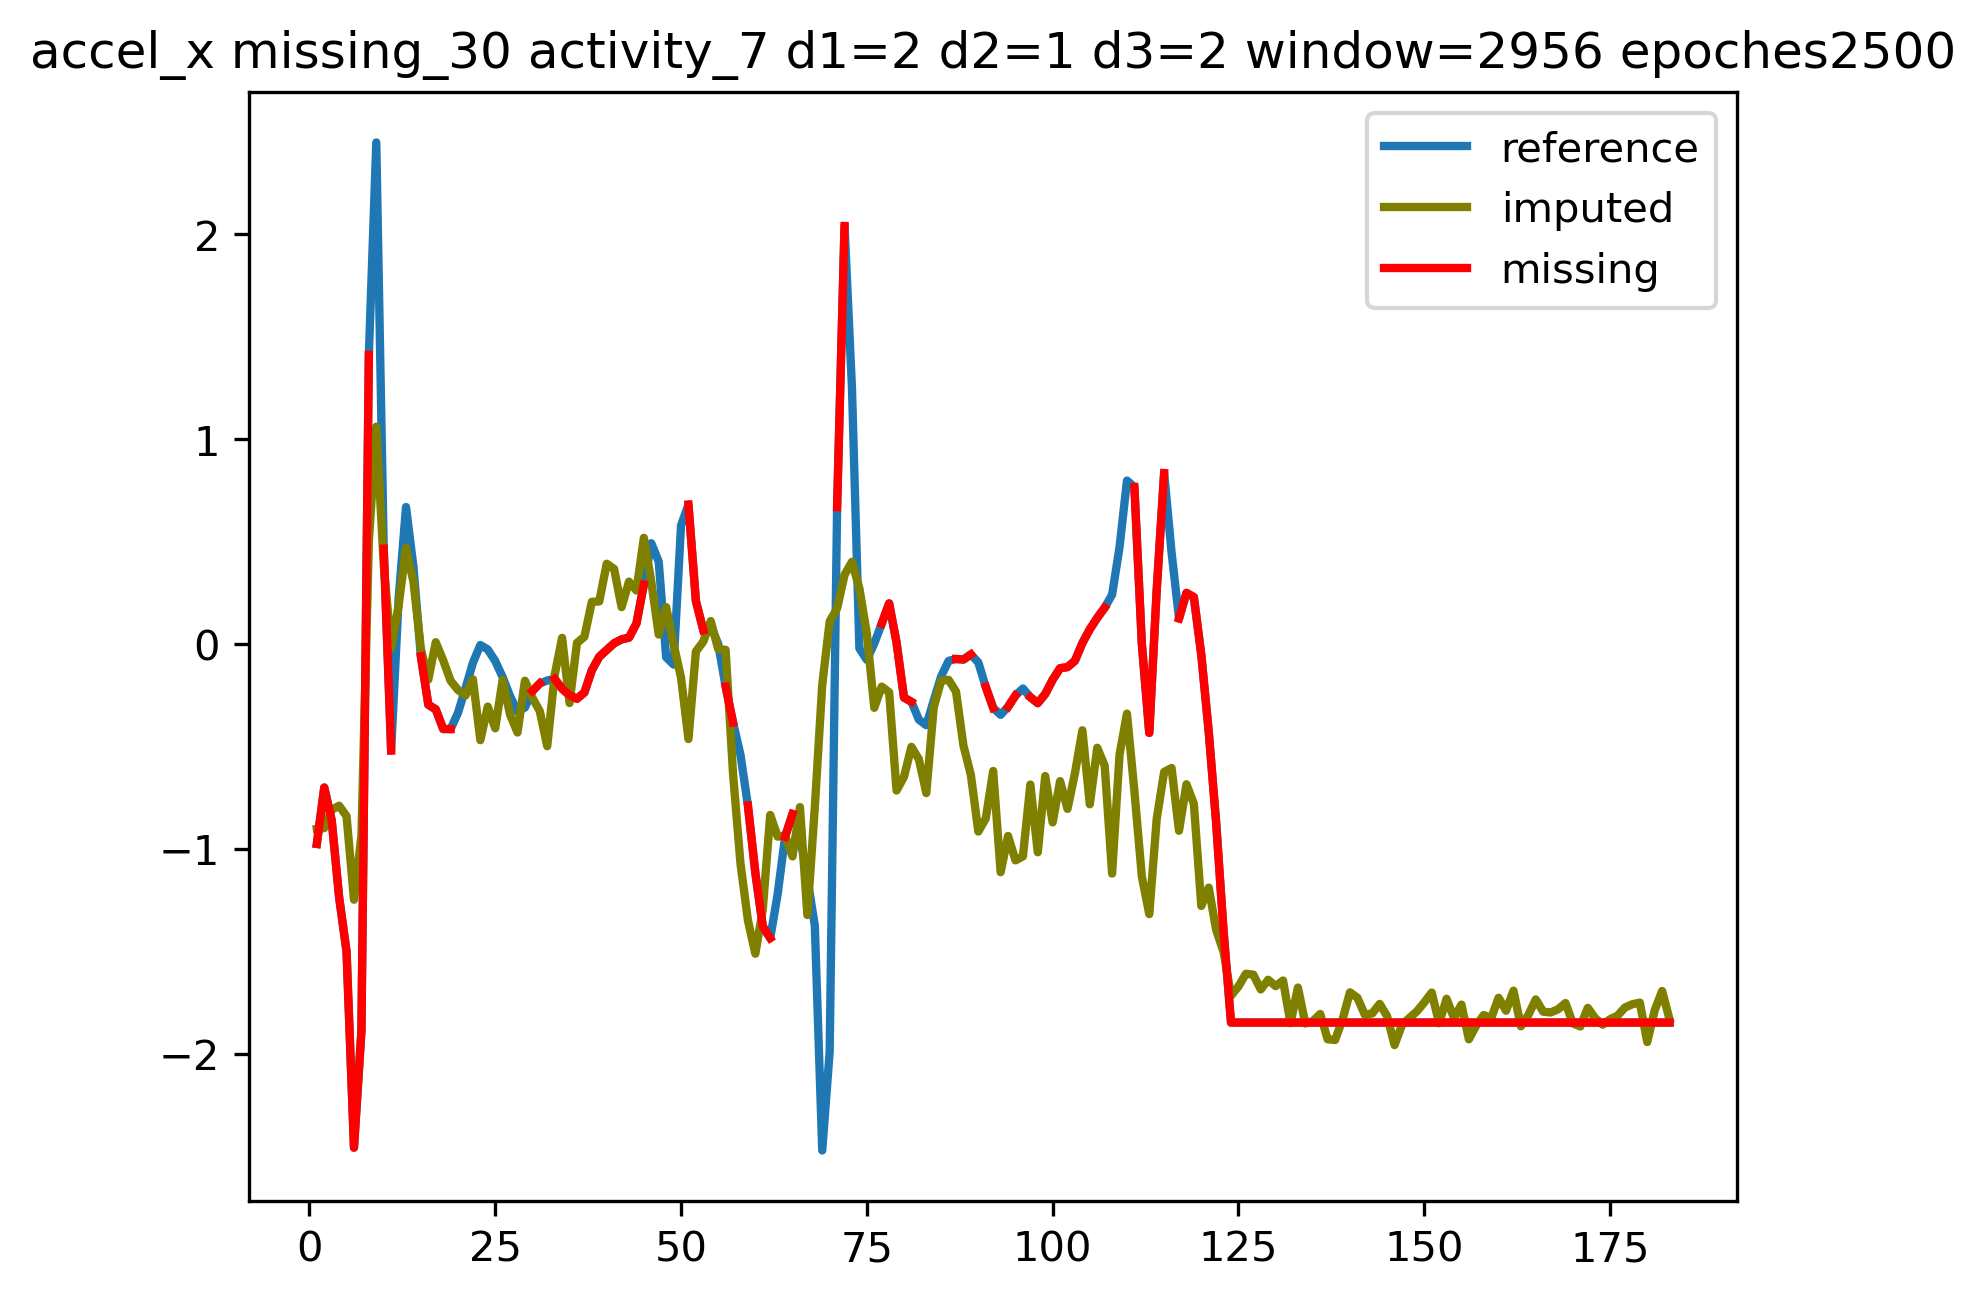 accel_x missing_30 activity_7 d1=2 d2=1 d3=2 window=2956 epoches2500
reference
imputed
missing
2
1
0
−1
−2
0 25 50 75 100 125 150 175